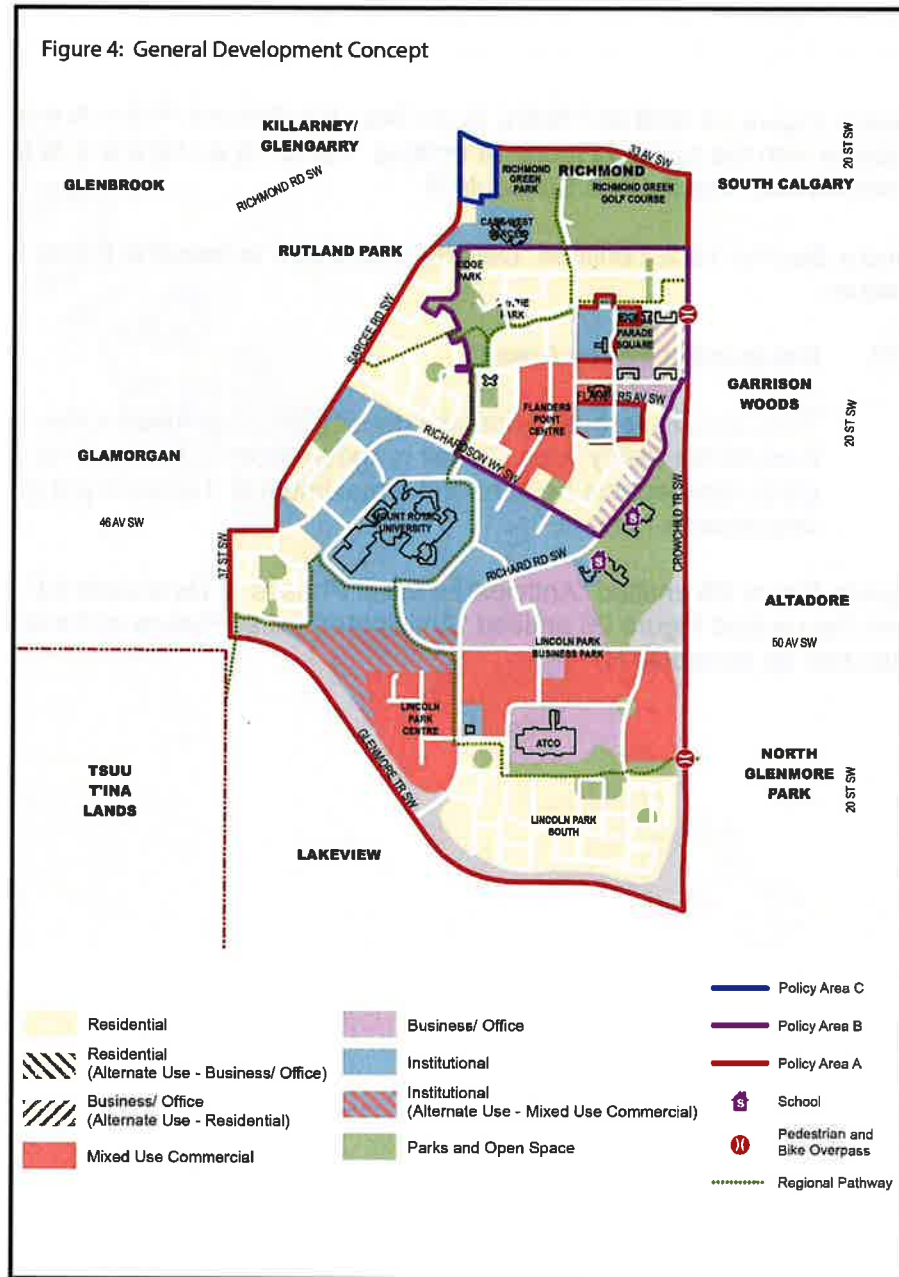 Figure 4: General Development Concept
KILLARNEY/
GLENGARRY
GLENBROOK
RICHMOND RD SW
33 AV SW
20 ST SW
RICHMOND
GREEN
PARK
RICHMOND
RICHMOND GREEN
GOLF COURSE
SOUTH CALGARY
RUTLAND PARK
PARK
PARK
SARCEE RD SW
PARADE
SQUARE
GARRISON
WOODS
20 ST SW
AV SW
FLANDERS
POINT
CENTRE
GLAMORGAN
RICHARDSON WY SW
46 AV SW
MOUNT ROYAL
UNIVERSITY
CROWCHILD TR SW
S
S
37 ST SW
RICHARD RD SW
ALTADORE
50 AV SW
LINCOLN PARK
BUSINESS PARK
LINCOLN
PARK
CENTRE
ATCO
GLENMORE TR SW
NORTH
GLENMORE
PARK
20 ST SW
TSUU
T'INA
LANDS
LINCOLN PARK
SOUTH
LAKEVIEW
Residential
Residential
(Alternate Use - Business/ Office)
Business/ Office
(Alternate Use - Residential)
Mixed Use Commercial
Business/ Office
Institutional
Institutional
(Alternate Use - Mixed Use Commercial)
Parks and Open Space
Policy Area C
Policy Area B
Policy Area A
S
School
Pedestrian and
Bike Overpass
Regional Pathway